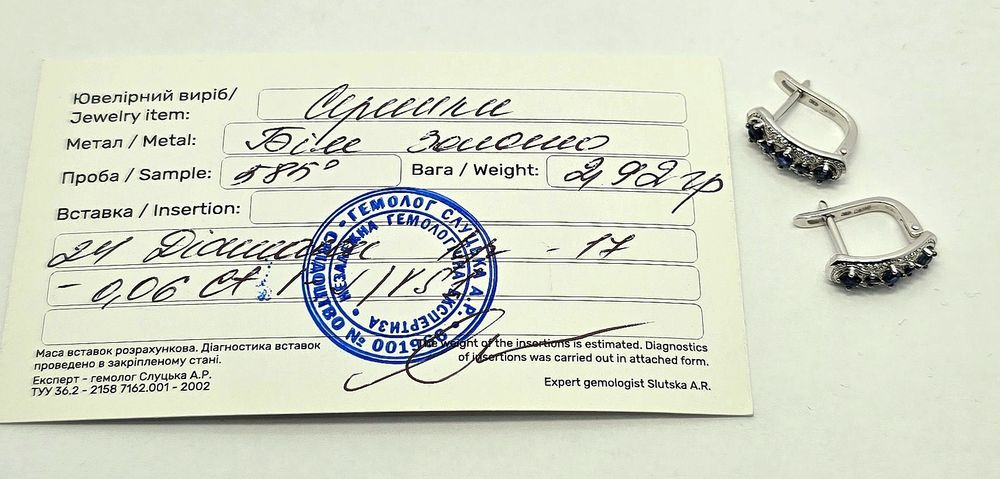 Ювелірний виріб/
Jewelry item:
Сережки
Метал / Metal:
Біле золото
Проба / Sample:
585°
Вага / Weight:
2,92 гр
Вставка / Insertion:
24 Diamond Кр - 17
- 0,06 ct
ГЕМОЛОГ СЛУЦЬКА А.Р.
СВІДОЦТВО №
НЕЗАЛЕЖНА ГЕМОЛОГІЧНА ЕКСПЕРТИЗА
Маса вставок розрахункова. Діагностика вставок
проведено в закріпленому стані.
Експерт - гемолог Слуцька А.Р.
ТУУ 36.2 - 2158 7162.001 - 2002
The weight of the insertions is estimated. Diagnostics
of insertions was carried out in attached form.
Expert gemologist Slutska A.R.